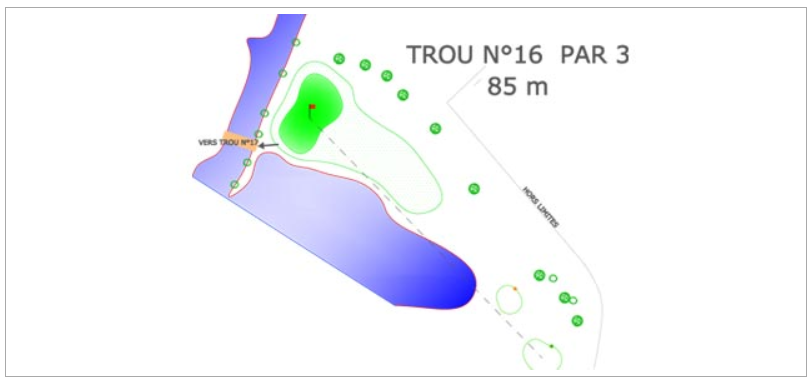 TROU N°16 PAR 3
85 m
VERS TROU N°17
HORS LIMITES